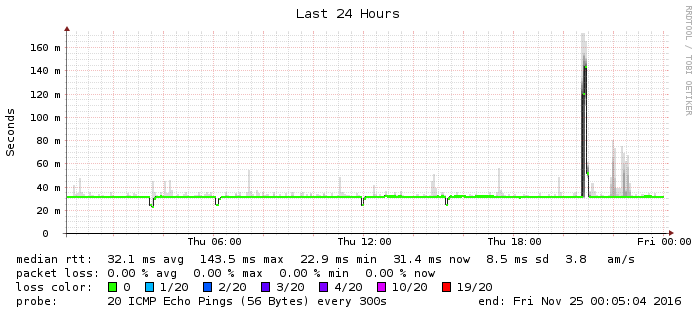 Last 24 Hours
RRDTOOL / TOBI OETIKER
Seconds
160 m
140 m
120 m
100 m
80 m
60 m
40 m
20 m
0
Thu 06:00 Thu 12:00 Thu 18:00 Fri 00:00
median rtt: 32.1 ms avg 143.5 ms max 22.9 ms min 31.4 ms now 8.5 ms sd 3.8 am/s
packet loss: 0.00 % avg 0.00 % max 0.00 % min 0.00 % now
loss color: 0 1/20 2/20 3/20 4/20 10/20 19/20
probe: 20 ICMP Echo Pings (56 Bytes) every 300s end: Fri Nov 25 00:05:04 2016